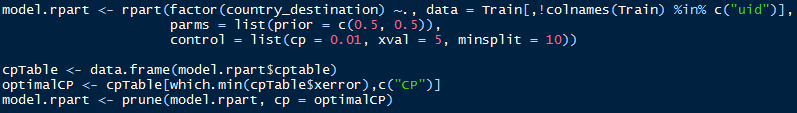 model.rpart <- rpart(factor(country_destination) ~., data = Train[,!colnames(Train) %in% c("uid")],
parms = list(prior = c(0.5, 0.5)),
control = list(cp = 0.01, xval = 5, minsplit = 10))
cpTable <- data.frame(model.rpart$cptable)
optimalCP <- cpTable[which.min(cpTable$xerror),c("CP")]
model.rpart <- prune(model.rpart, cp = optimalCP)